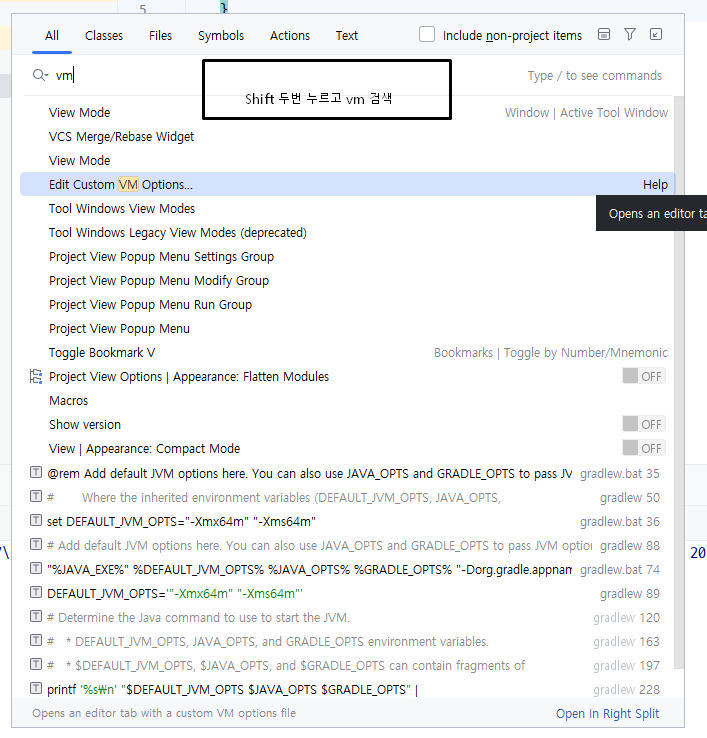 5 }
All Classes Files Symbols Actions Text Include non-project items
vm Type / to see commands
Shift 두번 누르고 vm 검색
View Mode Window | Active Tool Window
VCS Merge/Rebase Widget
View Mode
Edit Custom VM Options... Help
Tool Windows View Modes
Opens an editor ta
Tool Windows Legacy View Modes (deprecated)
Project View Popup Menu Settings Group
Project View Popup Menu Modify Group
Project View Popup Menu Run Group
Project View Popup Menu
Toggle Bookmark V Bookmarks | Toggle by Number/Mnemonic
Project View Options | Appearance: Flatten Modules OFF
Macros
Show version OFF
View | Appearance: Compact Mode OFF
T @rem Add default JVM options here. You can also use JAVA_OPTS and GRADLE_OPTS to pass JV gradlew.bat 35
T # Where the inherited environment variables (DEFAULT_JVM_OPTS, JAVA_OPTS, gradlew 50
T set DEFAULT_JVM_OPTS="-Xmx64m" "-Xms64m" gradlew.bat 36
T # Add default JVM options here. You can also use JAVA_OPTS and GRADLE_OPTS to pass JVM option gradlew 88
20
T "%JAVA_EXE%" %DEFAULT_JVM_OPTS% %JAVA_OPTS% %GRADLE_OPTS% "-Dorg.gradle.appnam gradlew.bat 74
T DEFAULT_JVM_OPTS='"-Xmx64m" "-Xms64m"' gradlew 89
T # Determine the Java command to use to start the JVM. gradlew 120
T # * DEFAULT_JVM_OPTS, JAVA_OPTS, and GRADLE_OPTS environment variables. gradlew 163
T # * $DEFAULT_JVM_OPTS, $JAVA_OPTS, and $GRADLE_OPTS can contain fragments of gradlew 197
T printf '%s₩n' "$DEFAULT_JVM_OPTS $JAVA_OPTS $GRADLE_OPTS" | gradlew 228
Opens an editor tab with a custom VM options file Open In Right Split